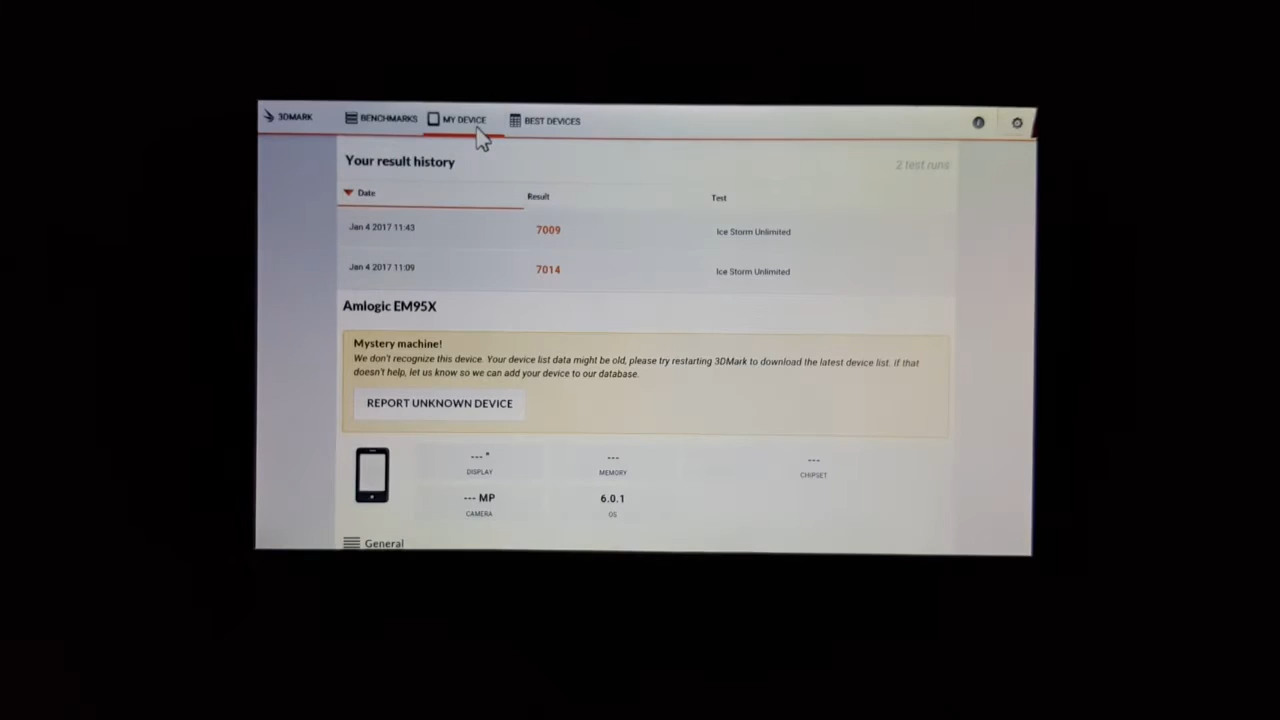 3DMARK
BENCHMARKS
MY DEVICE
BEST DEVICES
Your result history
2 test runs
Date
Result
Test
Jan 4 2017 11:43
7009
Ice Storm Unlimited
Jan 4 2017 11:09
7014
Ice Storm Unlimited
Amlogic EM95X
Mystery machine!
We don't recognize this device. Your device list data might be old, please try restarting 3DMark to download the latest device list. If that
doesn't help, let us know so we can add your device to our database.
REPORT UNKNOWN DEVICE
--- "
DISPLAY
---
MEMORY
---
CHIPSET
--- MP
CAMERA
6.0.1
OS
General